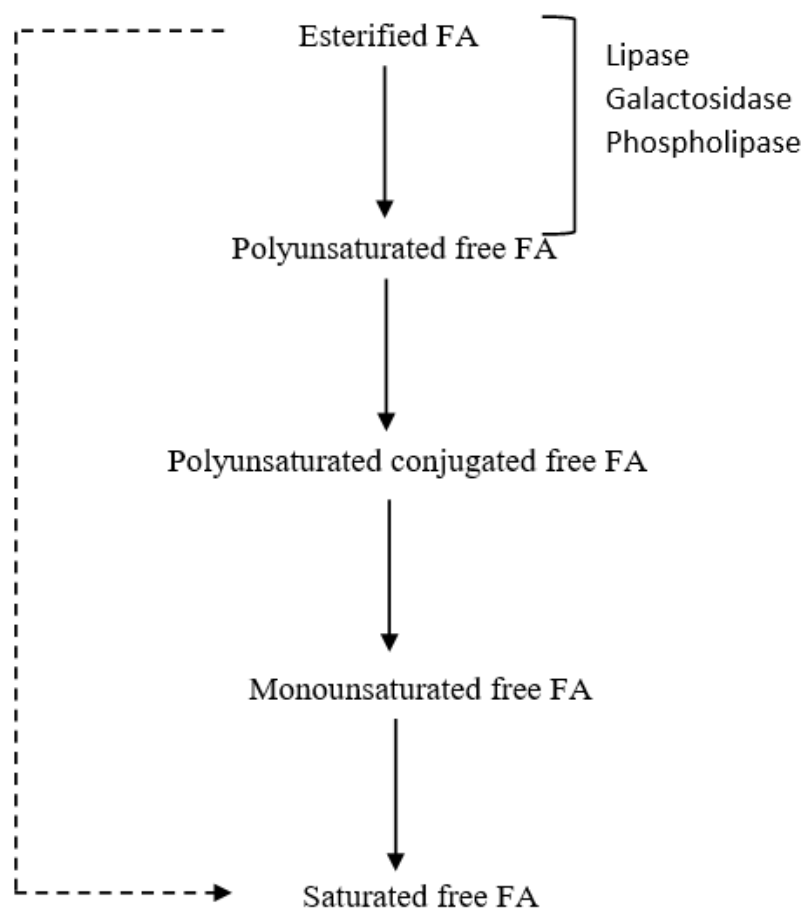 Esterified FA
Lipase
Galactosidase
Phospholipase
Polyunsaturated free FA
Polyunsaturated conjugated free FA
Monounsaturated free FA
Saturated free FA